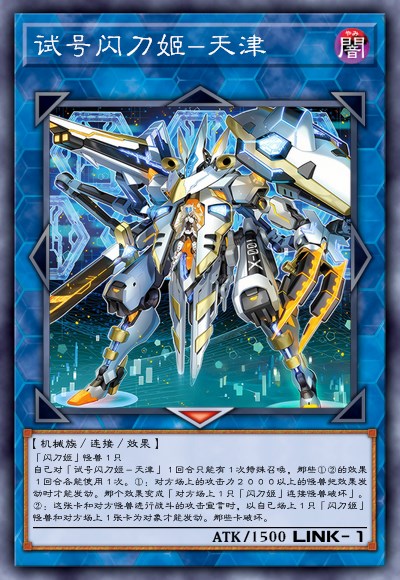 试号闪刀姬-天津
やみ
闇
X-001
【机械族/连接/效果】
「闪刀姬」怪兽1只
自己对「试号闪刀姬-天津」1回合只能有1次特殊召唤，那些①②的效果
1回合各能使用1次。①：对方场上的攻击力2000以上的怪兽把效果发
动时才能发动。那个效果变成「对方场上1只「闪刀姬」连接怪兽破坏」。
②：这张卡和对方怪兽进行战斗的攻击宣言时，以自己场上1只「闪刀姬」
怪兽和对方场上1张卡为对象才能发动。那些卡破坏。
ATK/1500 LINK-1